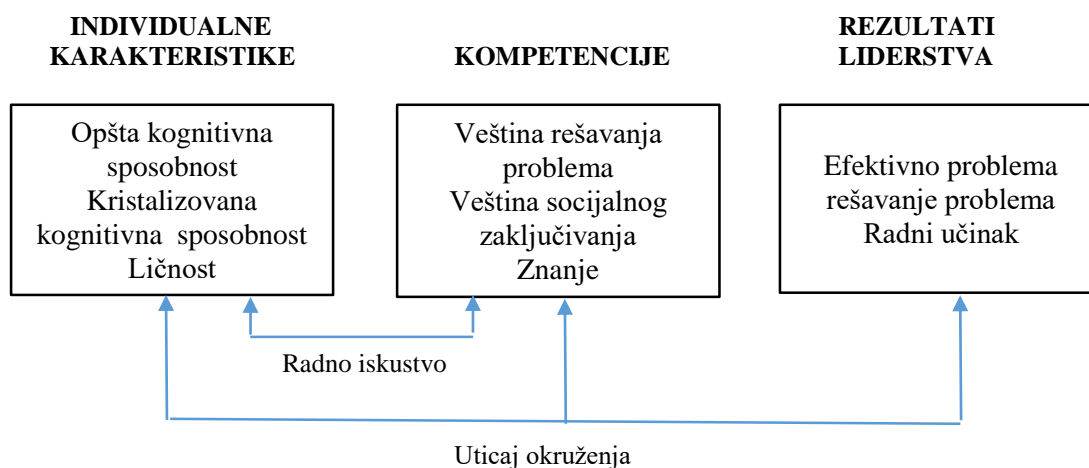 INDIVIDUALNE
KARAKTERISTIKE
KOMPETENCIJE
REZULTATI
LIDERSTVA
Opšta kognitivna
sposobnost
Kristalizovana
kognitivna sposobnost
Ličnost
Veština rešavanja
problema
Veština socijalnog
zaključivanja
Znanje
Efektivno problema
rešavanje problema
Radni učinak
Radno iskustvo
Uticaj okruženja